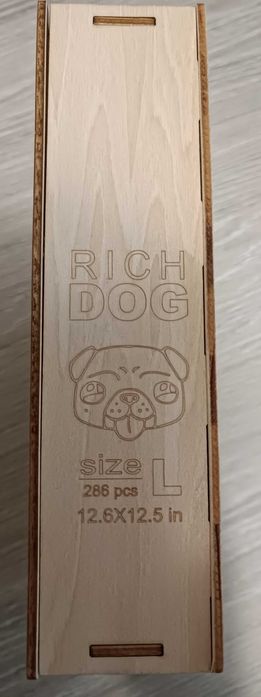 RICH
DOG
size L
286 pcs
12.6X12.5 in